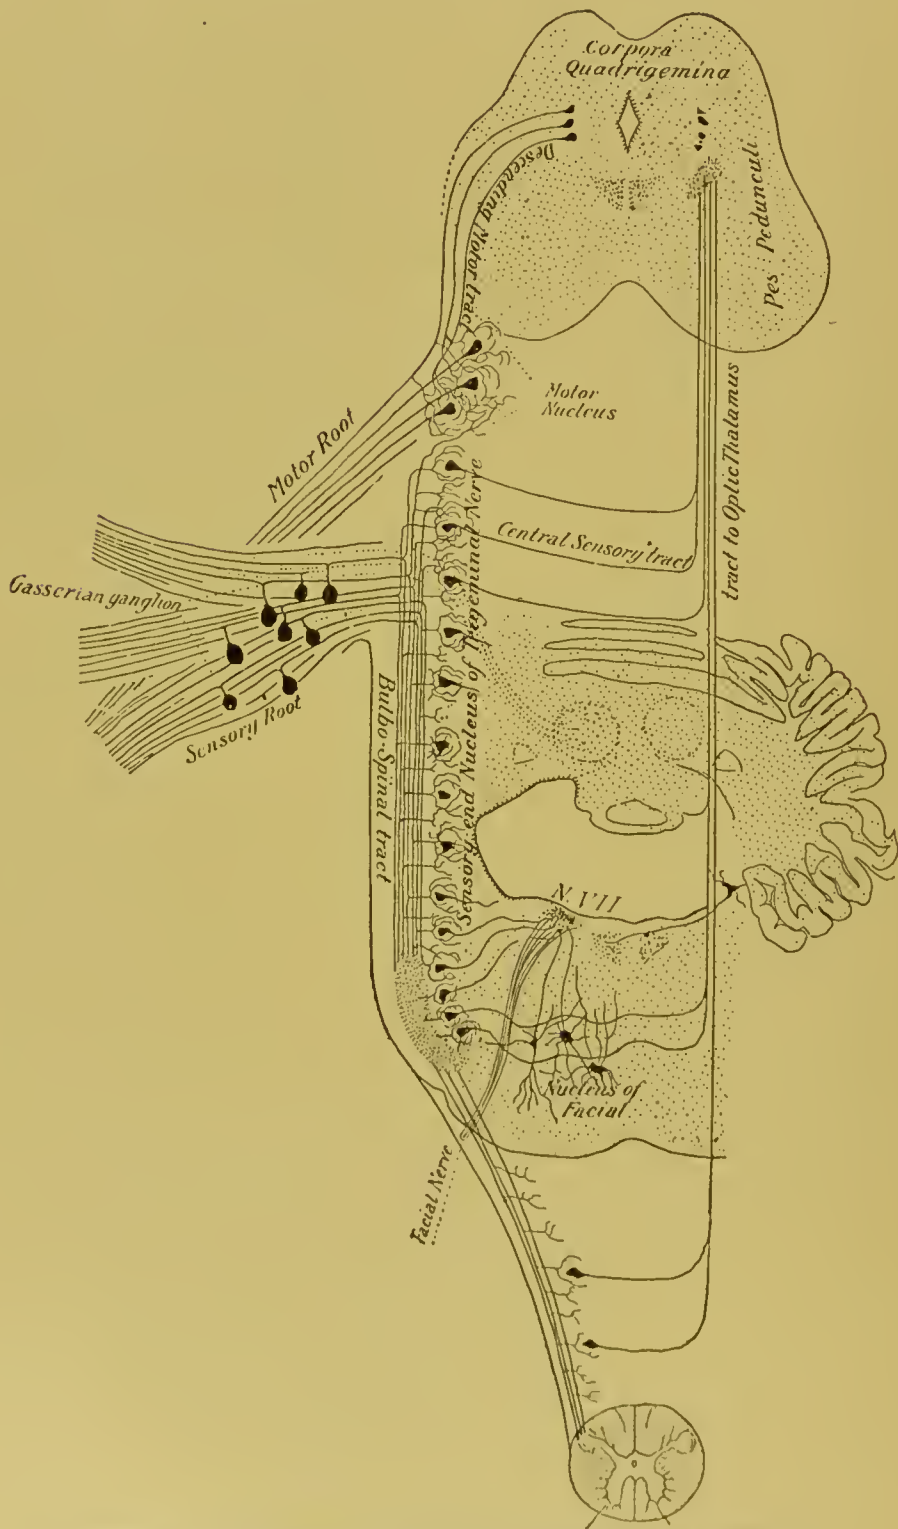 Corpora
Quadrigemina
Descending Motor tract
Pes Pedunculi
Motor
Nucleus
Motor Root
tract to Optic Thalamus
Central Sensory tract
Gasserian ganglion
Sensory Root
Bulbo-Spinal tract
Sensory end Nucleus of Trigeminal Nerve
N. VII
Nucleus of
Facial
Facial Nerve